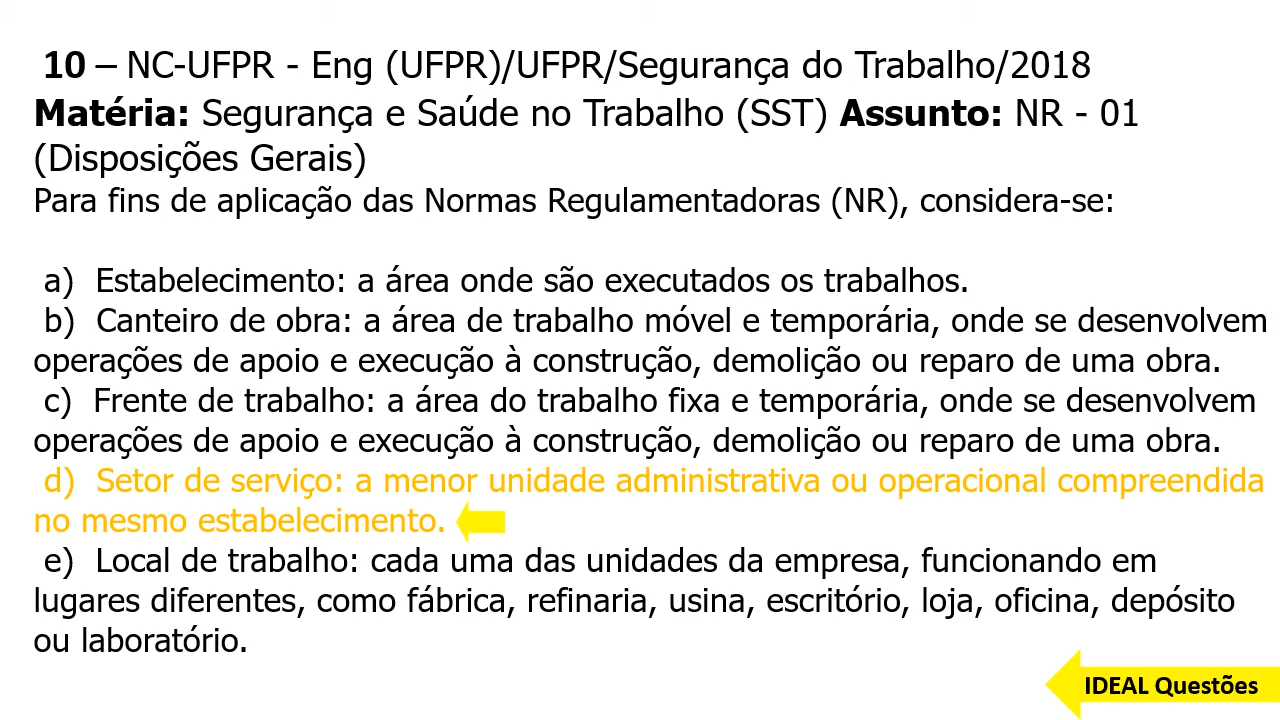 10 – NC-UFPR - Eng (UFPR)/UFPR/Segurança do Trabalho/2018
Matéria: Segurança e Saúde no Trabalho (SST) Assunto: NR - 01
(Disposições Gerais)
Para fins de aplicação das Normas Regulamentadoras (NR), considera-se:
a) Estabelecimento: a área onde são executados os trabalhos.
b) Canteiro de obra: a área de trabalho móvel e temporária, onde se desenvolvem
operações de apoio e execução à construção, demolição ou reparo de uma obra.
c) Frente de trabalho: a área do trabalho fixa e temporária, onde se desenvolvem
operações de apoio e execução à construção, demolição ou reparo de uma obra.
d) Setor de serviço: a menor unidade administrativa ou operacional compreendida
no mesmo estabelecimento.
e) Local de trabalho: cada uma das unidades da empresa, funcionando em
lugares diferentes, como fábrica, refinaria, usina, escritório, loja, oficina, depósito
ou laboratório.
IDEAL Questões